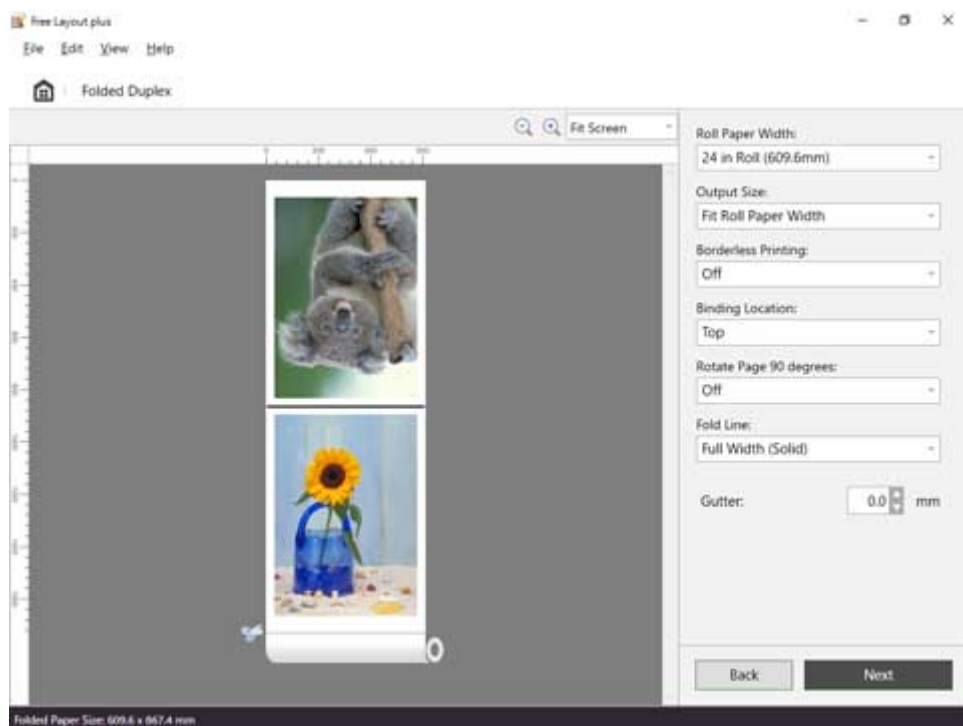 Free Layout plus
File Edit View Help
Folded Duplex
Fit Screen
Roll Paper Width:
24 in Roll (609.6mm)
Output Size:
Fit Roll Paper Width
Borderless Printing:
Off
Binding Location:
Top
Rotate Page 90 degrees:
Off
Fold Line:
Full Width (Solid)
Gutter: 0.0 mm
Back Next
Folded Paper Size: 609.6 x 867.4 mm